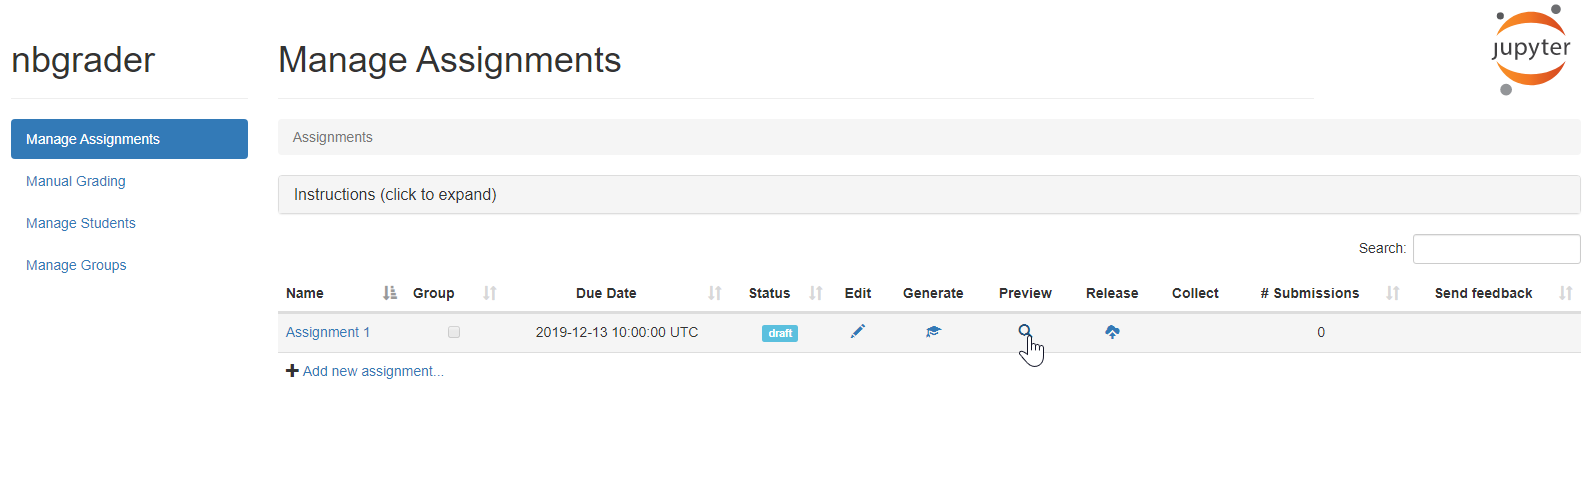 jupyter
nbgrader
Manage Assignments
Manage Assignments
Manual Grading
Manage Students
Manage Groups
Assignments
Instructions (click to expand)
Search:
Name Group Due Date Status Edit Generate Preview Release Collect # Submissions Send feedback
Assignment 1 2019-12-13 10:00:00 UTC draft 0
Add new assignment...